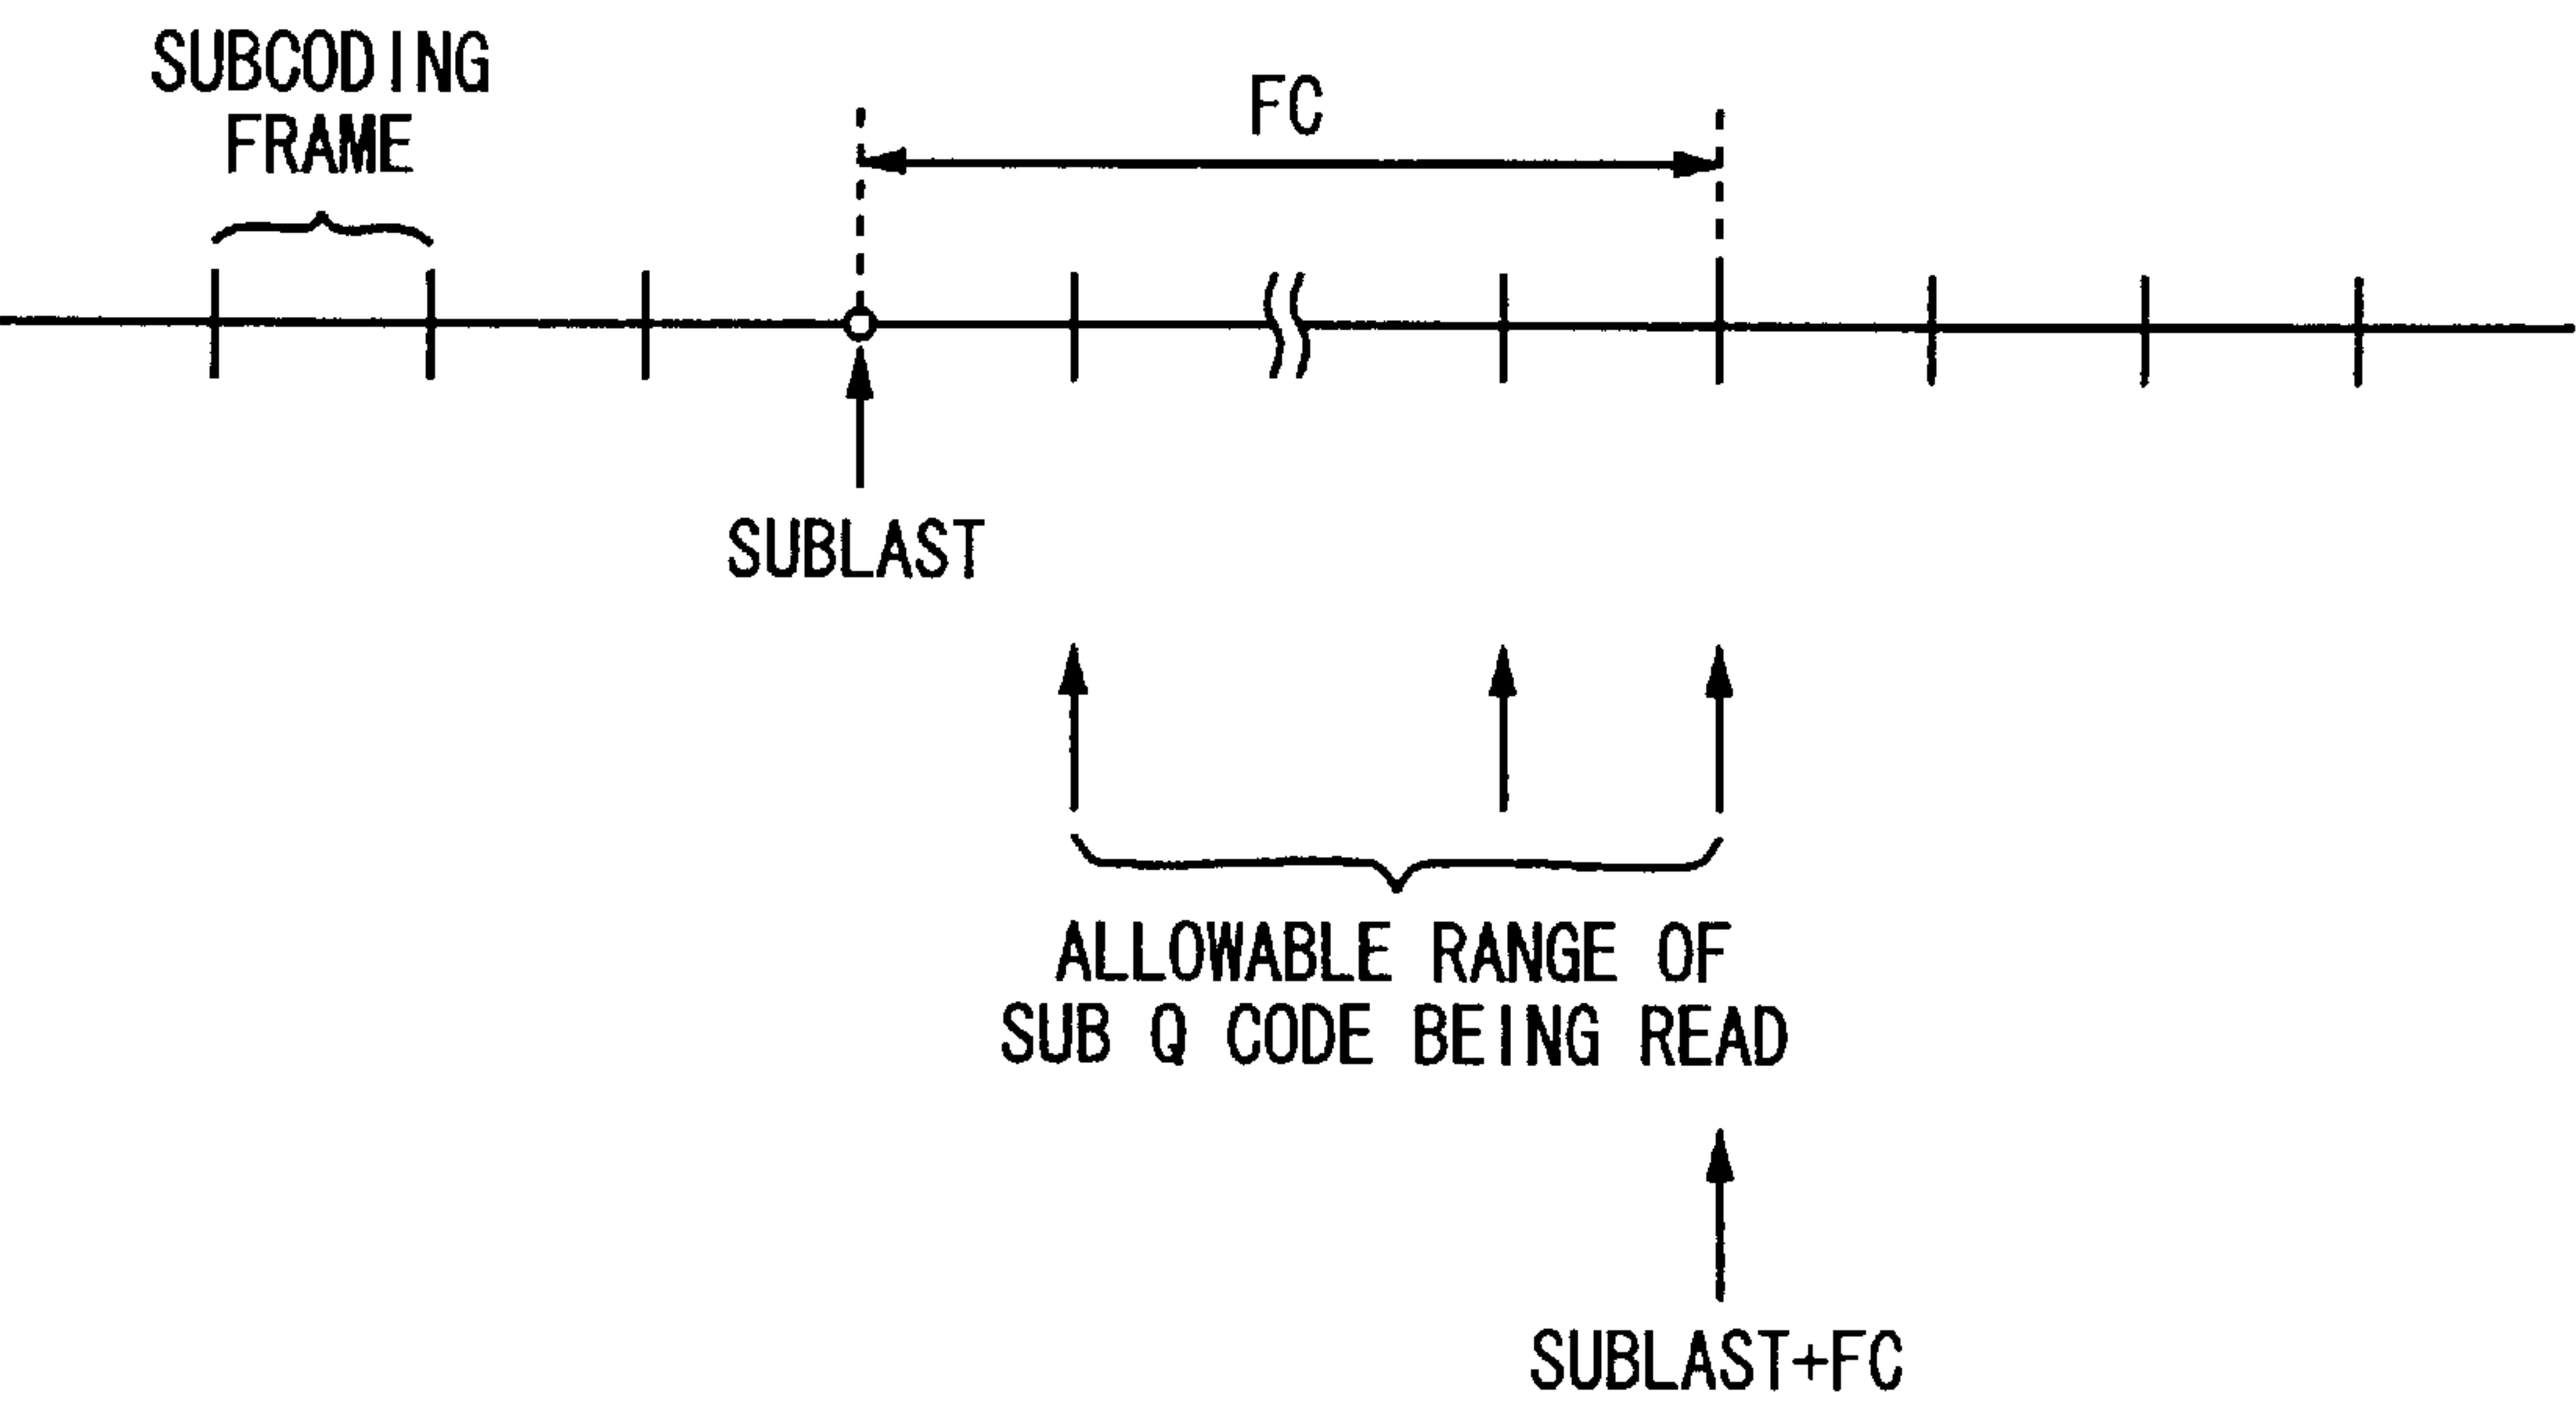 SUBCODING
FRAME
FC
SUBLAST
ALLOWABLE RANGE OF
SUB Q CODE BEING READ
SUBLAST+FC